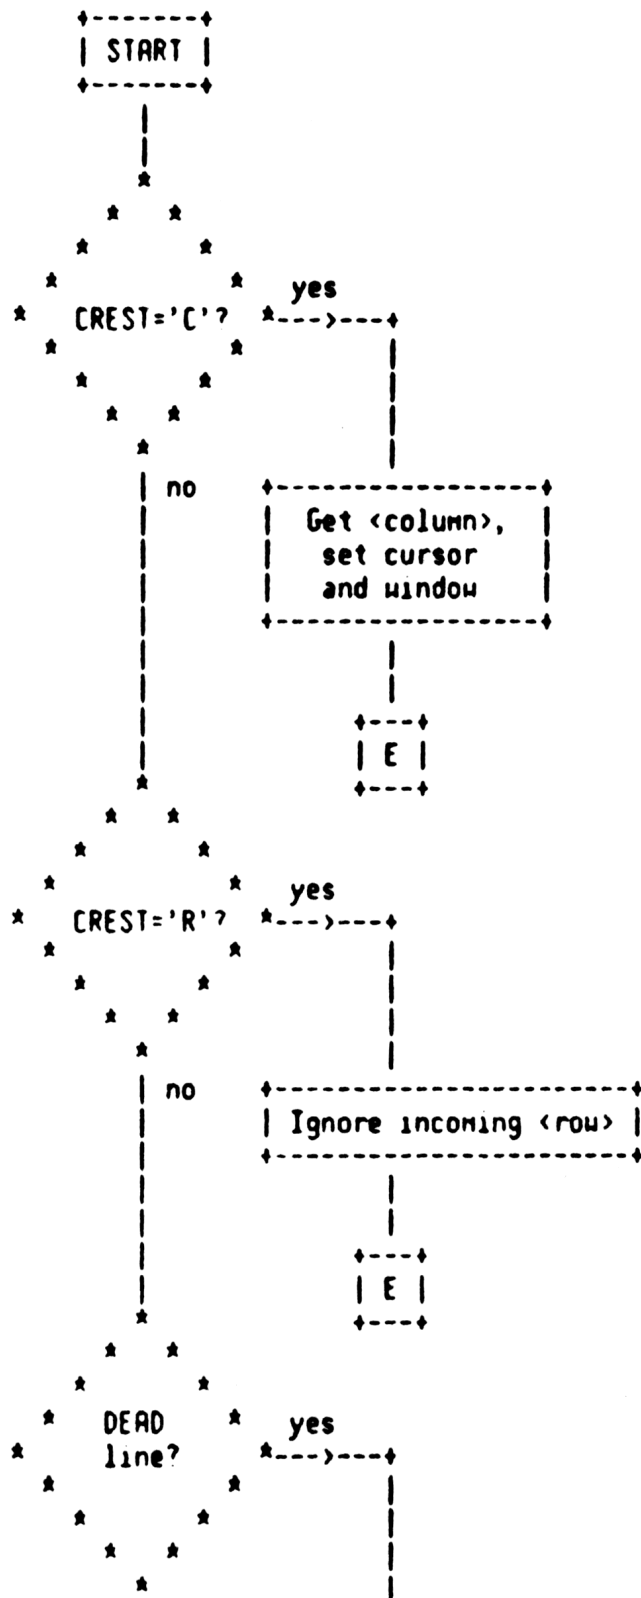 START
CREST='C'?
yes
no
Get <column>,
set cursor
and window
E
CREST='R'?
yes
no
Ignore incoming <row>
E
DEAD
line?
yes